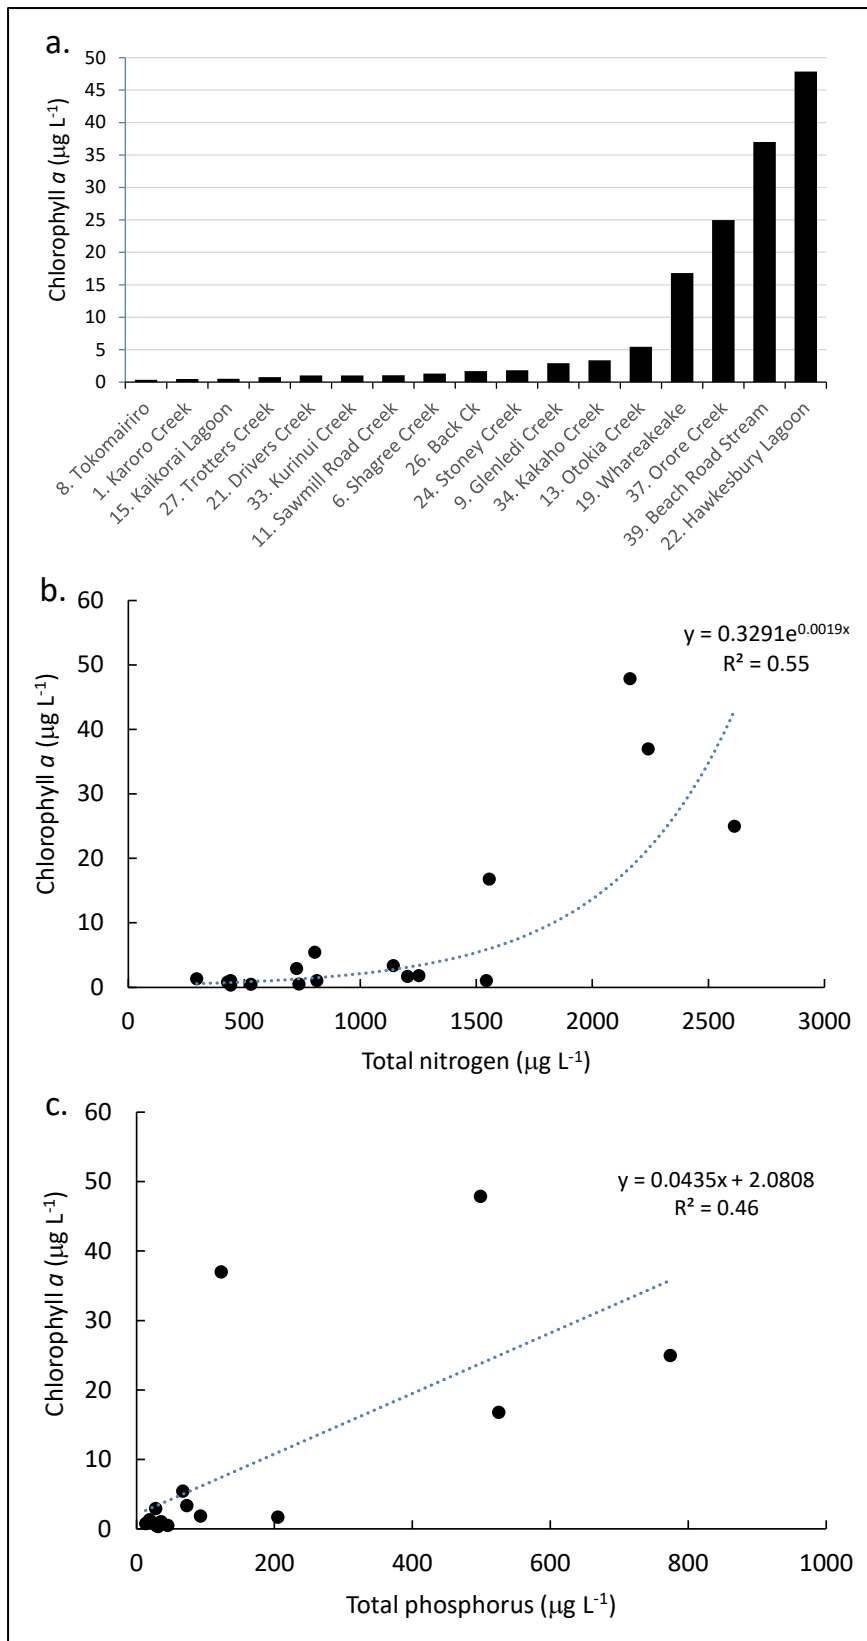 a.
50
45
40
35
30
25
20
15
10
5
0
Chlorophyll a (µg L-1)
8. Tokomairiro
1. Karoro Creek
15. Kaikorai Lagoon
27. Trotters Creek
21. Drivers Creek
33. Kurinui Creek
11. Sawmill Road Creek
6. Shagree Creek
26. Back Ck
24. Stoney Creek
9. Glenledi Creek
34. Kakaho Creek
13. Otokia Creek
19. Whareakeake
37. Orore Creek
39. Beach Road Stream
22. Hawkesbury Lagoon
b.
60
50
40
30
20
10
0
Chlorophyll a (µg L-1)
y = 0.3291e0.0019x
R² = 0.55
0 500 1000 1500 2000 2500 3000
Total nitrogen (µg L-1)
c.
60
50
40
30
20
10
0
Chlorophyll a (µg L-1)
y = 0.0435x + 2.0808
R² = 0.46
0 200 400 600 800 1000
Total phosphorus (µg L-1)